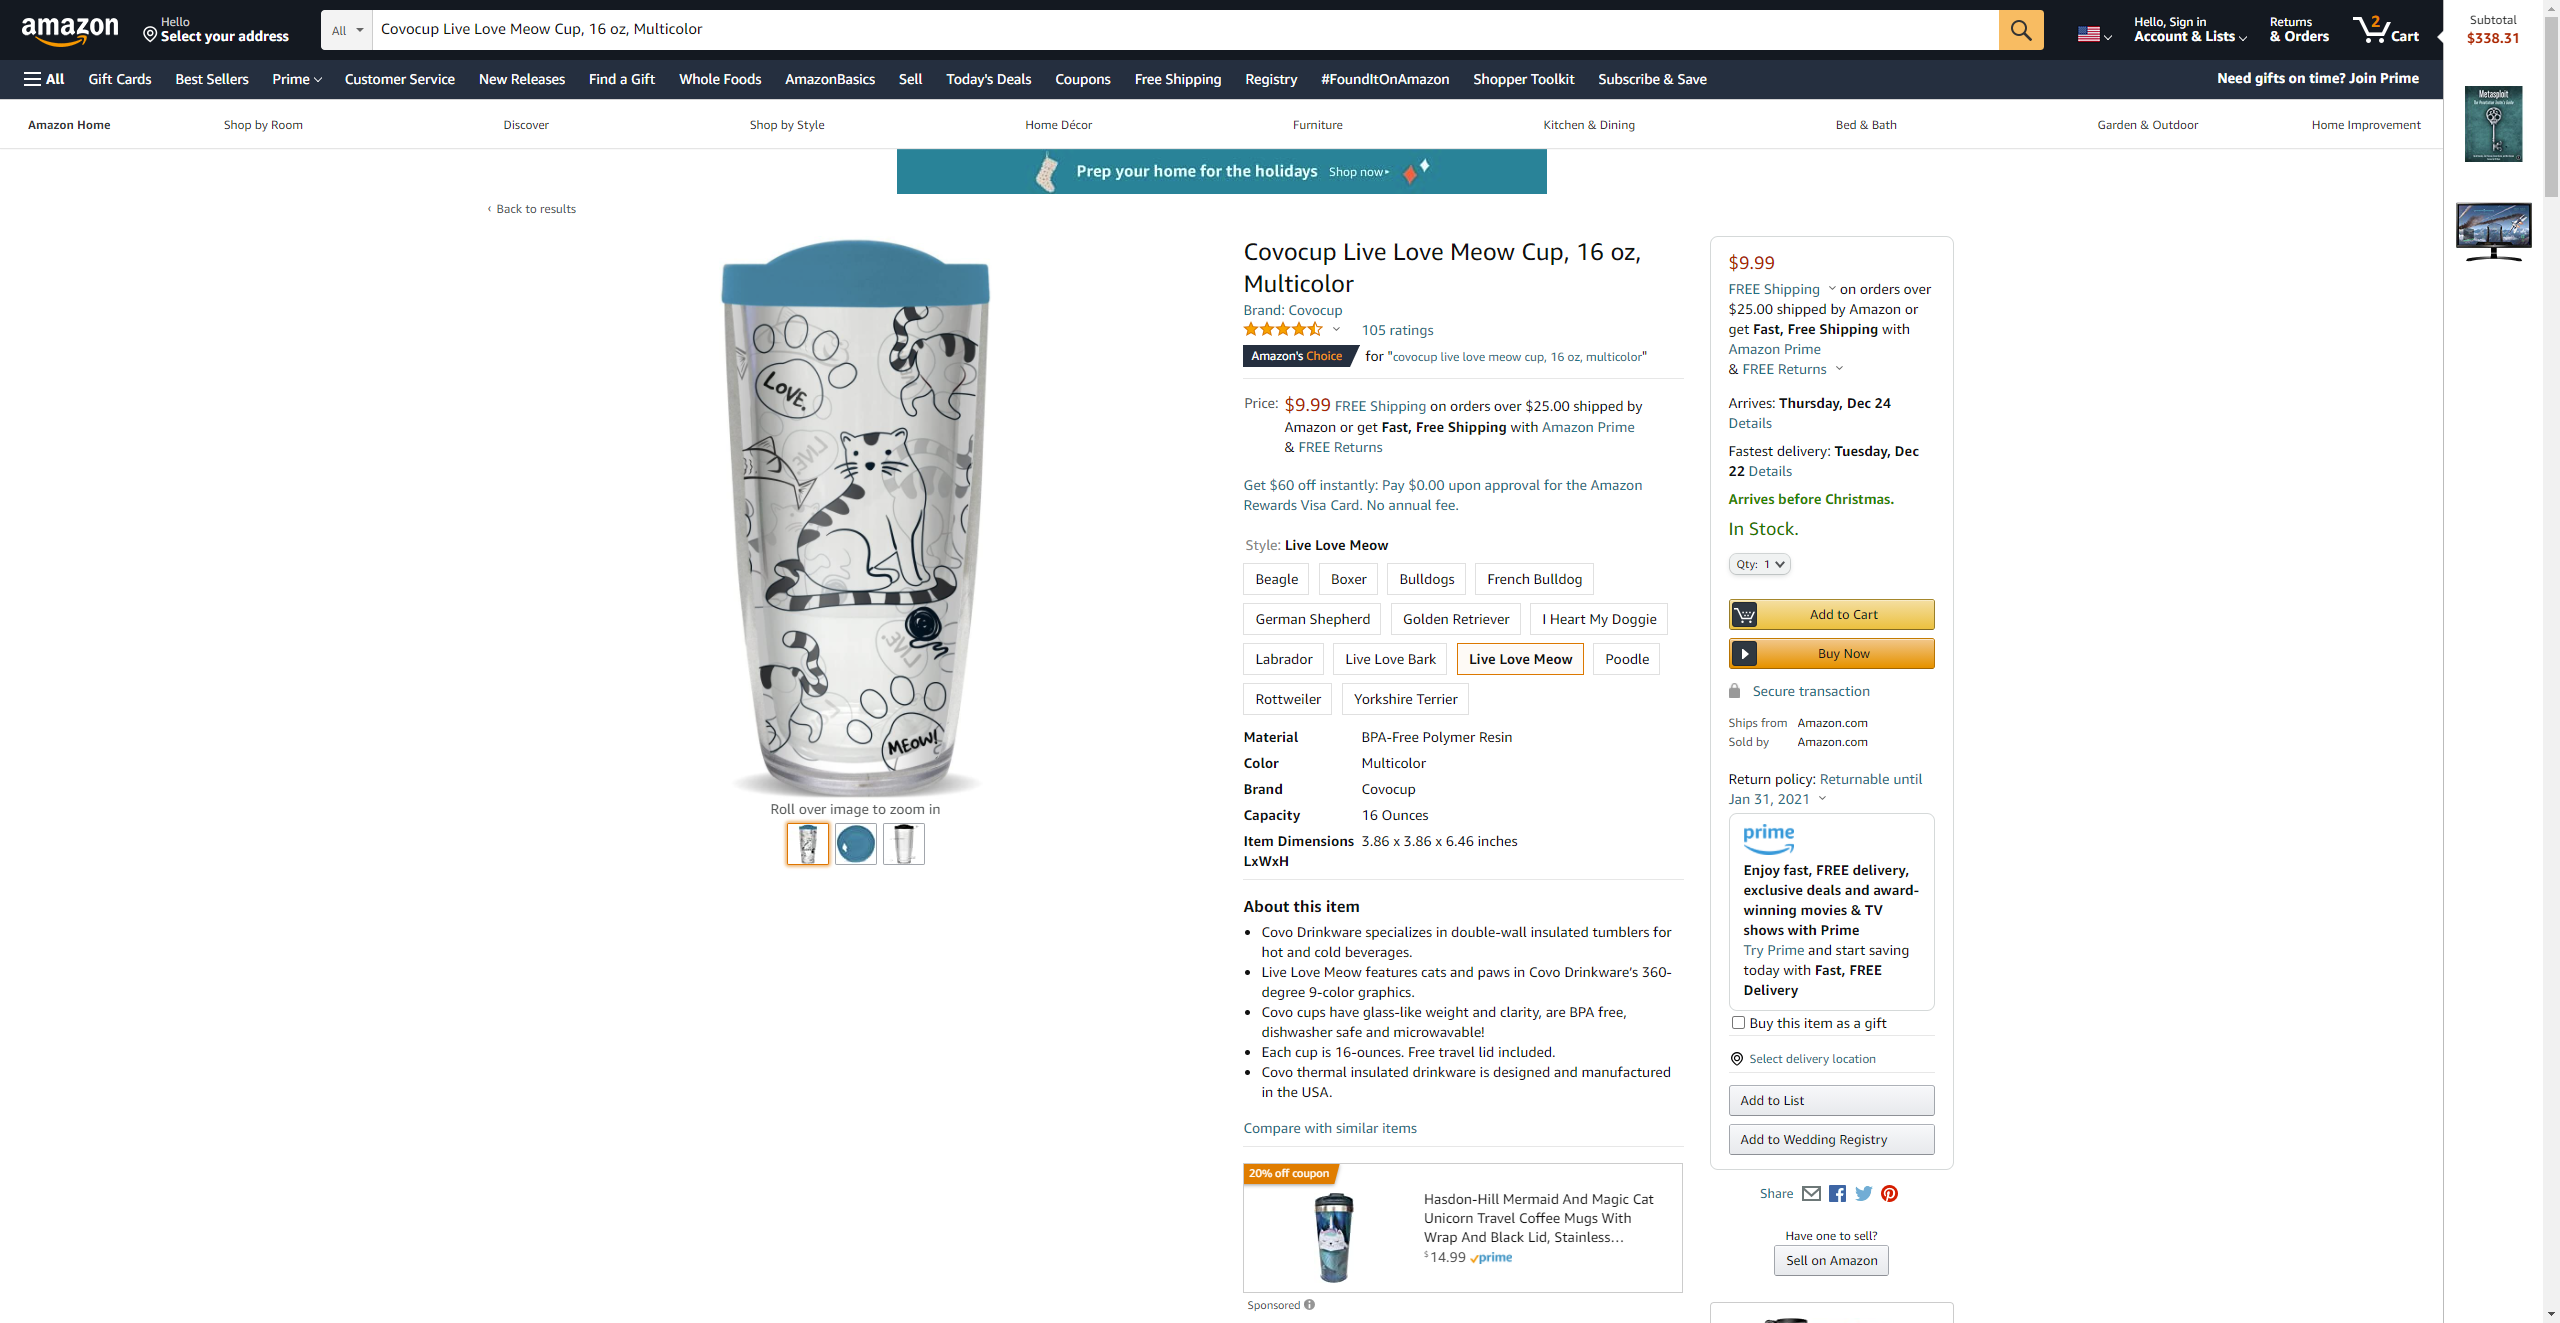 amazon
Hello
Select your address
All
Covocup Live Love Meow Cup, 16 oz, Multicolor
Hello, Sign in
Account & Lists
Returns
& Orders
2
Cart
Subtotal
$338.31
All
Gift Cards
Best Sellers
Prime
Customer Service
New Releases
Find a Gift
Whole Foods
AmazonBasics
Sell
Today's Deals
Coupons
Free Shipping
Registry
#FoundItOnAmazon
Shopper Toolkit
Subscribe & Save
Need gifts on time? Join Prime
Amazon Home
Shop by Room
Discover
Shop by Style
Home Décor
Furniture
Kitchen & Dining
Bed & Bath
Garden & Outdoor
Home Improvement
Metasploit
Prep your home for the holidays Shop now
‹ Back to results
LOVE.
LIVE.
LIVE.
MEOW!
Roll over image to zoom in
Covocup Live Love Meow Cup, 16 oz,
Multicolor
Brand: Covocup
105 ratings
Amazon's Choice for "covocup live love meow cup, 16 oz, multicolor"
Price: $9.99 FREE Shipping on orders over $25.00 shipped by
Amazon or get Fast, Free Shipping with Amazon Prime
& FREE Returns
Get $60 off instantly: Pay $0.00 upon approval for the Amazon
Rewards Visa Card. No annual fee.
Style: Live Love Meow
Beagle
Boxer
Bulldogs
French Bulldog
German Shepherd
Golden Retriever
I Heart My Doggie
Labrador
Live Love Bark
Live Love Meow
Poodle
Rottweiler
Yorkshire Terrier
Material BPA-Free Polymer Resin
Color Multicolor
Brand Covocup
Capacity 16 Ounces
Item Dimensions 3.86 x 3.86 x 6.46 inches
LxWxH
About this item
• Covo Drinkware specializes in double-wall insulated tumblers for
hot and cold beverages.
• Live Love Meow features cats and paws in Covo Drinkware's 360-
degree 9-color graphics.
• Covo cups have glass-like weight and clarity, are BPA free,
dishwasher safe and microwavable!
• Each cup is 16-ounces. Free travel lid included.
• Covo thermal insulated drinkware is designed and manufactured
in the USA.
Compare with similar items
20% off coupon
Hasdon-Hill Mermaid And Magic Cat
Unicorn Travel Coffee Mugs With
Wrap And Black Lid, Stainless…
$14.99 prime
Sponsored
$9.99
FREE Shipping on orders over
$25.00 shipped by Amazon or
get Fast, Free Shipping with
Amazon Prime
& FREE Returns
Arrives: Thursday, Dec 24
Details
Fastest delivery: Tuesday, Dec
22 Details
Arrives before Christmas.
In Stock.
Qty: 1
Add to Cart
Buy Now
Secure transaction
Ships from Amazon.com
Sold by Amazon.com
Return policy: Returnable until
Jan 31, 2021
prime
Enjoy fast, FREE delivery,
exclusive deals and award-
winning movies & TV
shows with Prime
Try Prime and start saving
today with Fast, FREE
Delivery
Buy this item as a gift
Select delivery location
Add to List
Add to Wedding Registry
Share
Have one to sell?
Sell on Amazon